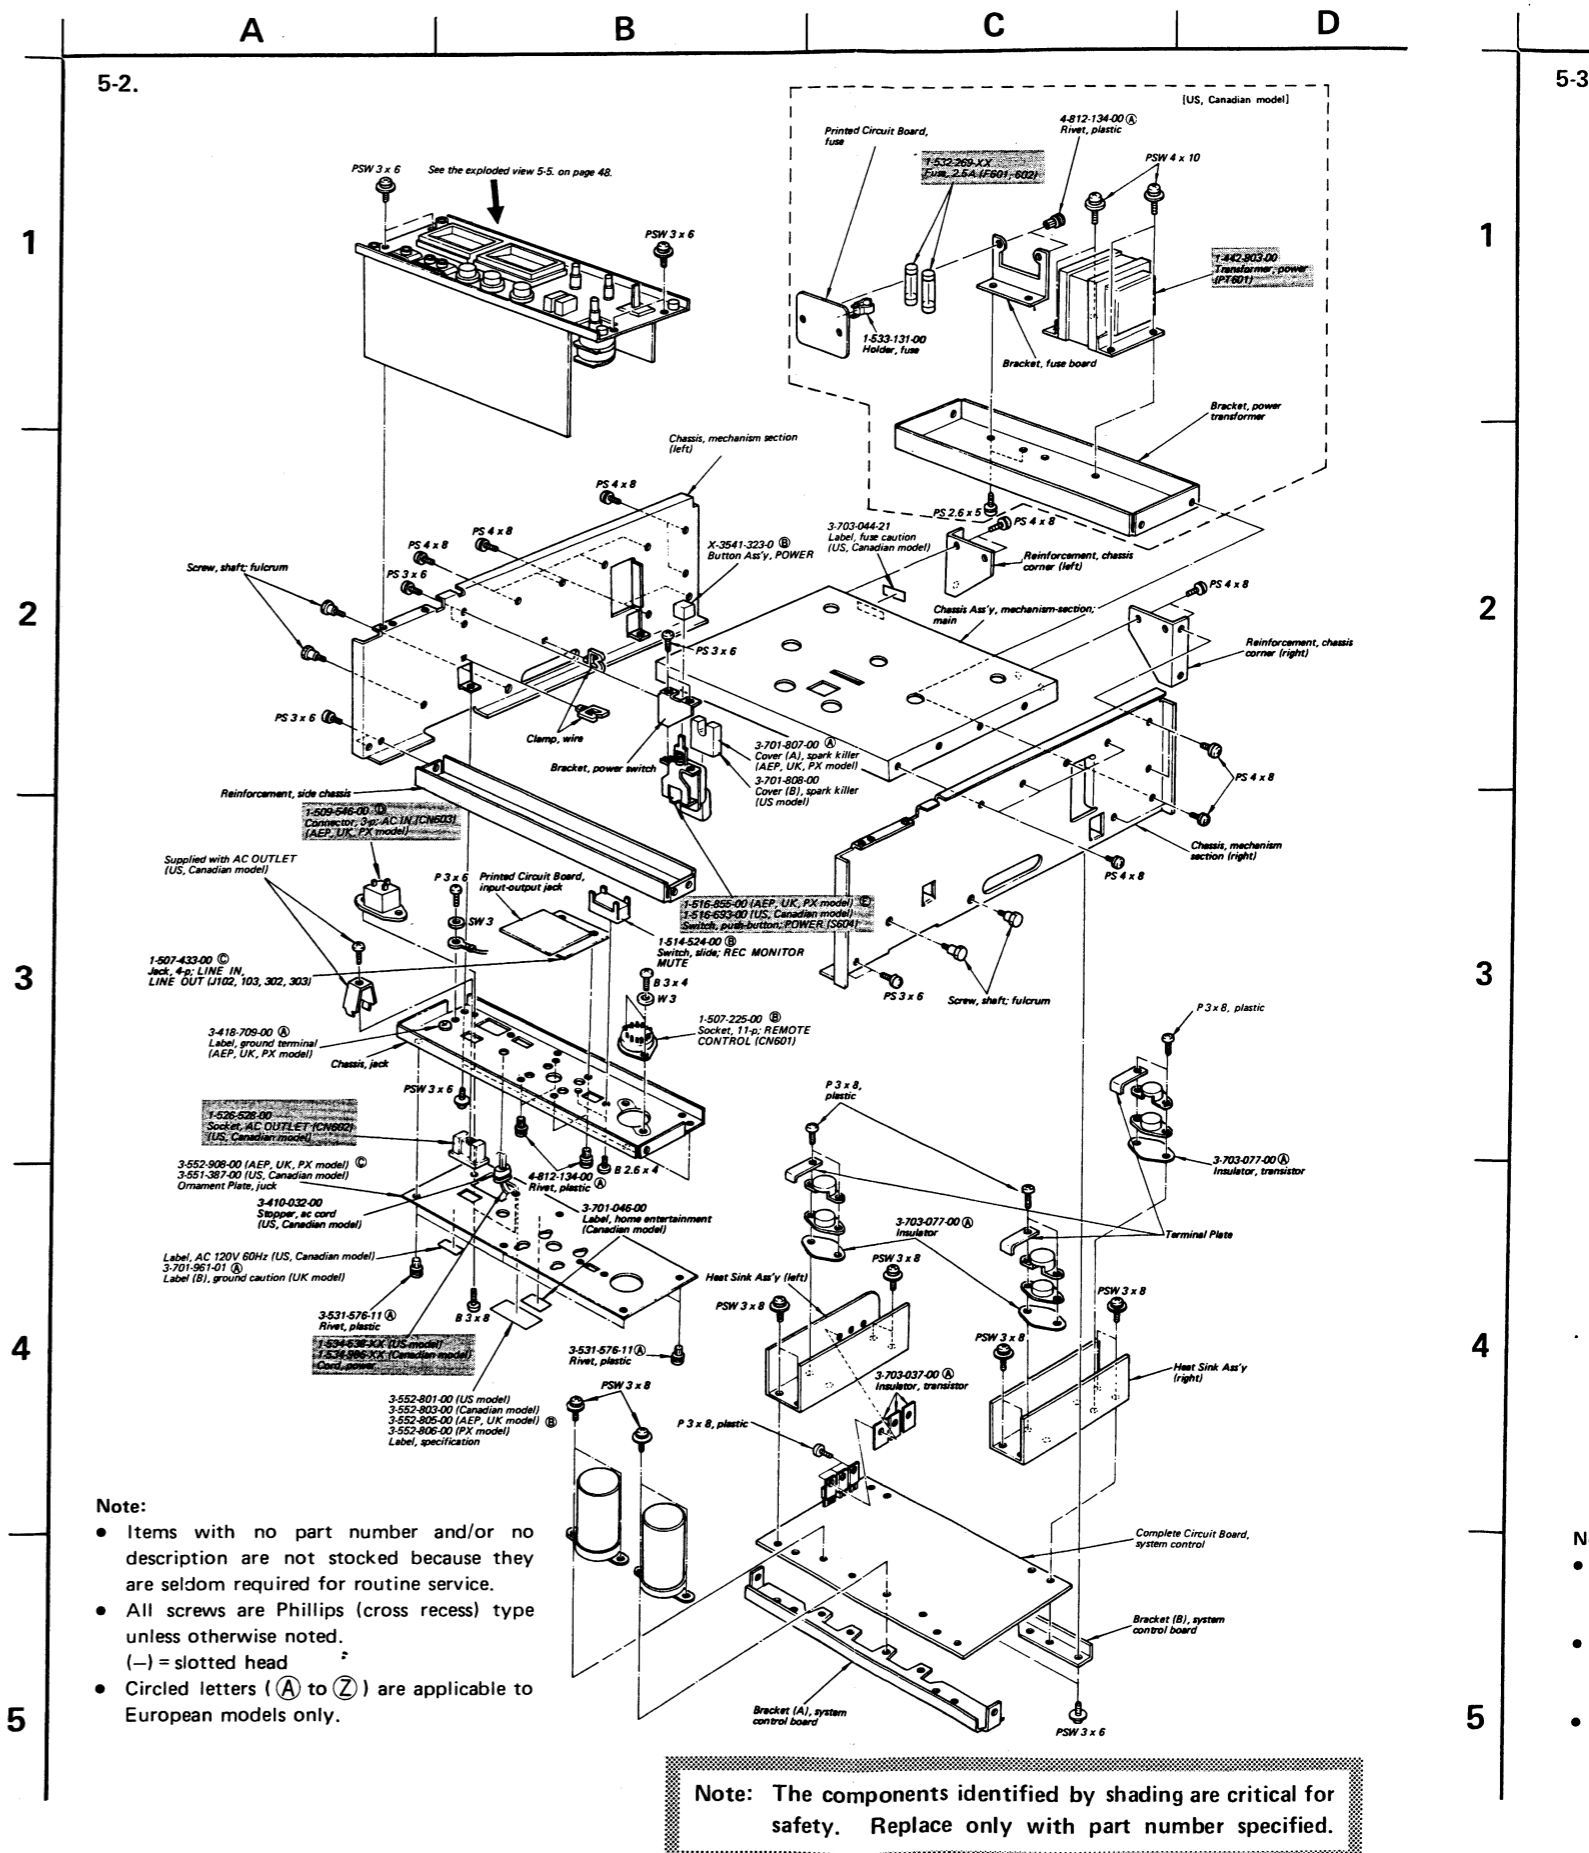 A
B
C
D
5-2.
5-3
[US, Canadian model]
4-812-134-00 Ⓐ
Rivet, plastic
Printed Circuit Board,
fuse
PSW 4 x 10
1-532-269-XX
Fuse, 2.5A (F601, 602)
PSW 3 x 6
See the exploded view 5-5. on page 48.
PSW 3 x 6
1
1
1-442-803-00
Transformer, power
(PT601)
1-533-131-00
Holder, fuse
Bracket, fuse board
Bracket, power
transformer
Chassis, mechanism section
(left)
PS 4 x 8
PS 2.6 x 5
PS 4 x 8
3-703-044-21
Label, fuse caution
(US, Canadian model)
PS 4 x 8
PS 4 x 8
X-3541-323-0 Ⓑ
Button Ass'y, POWER
Reinforcement, chassis
corner (left)
Screw, shaft; fulcrum
PS 3 x 6
PS 4 x 8
Chassis Ass'y, mechanism-section;
main
2
2
PS 3 x 6
Reinforcement, chassis
corner (right)
PS 3 x 6
Clamp, wire
3-701-807-00 Ⓐ
Cover (A), spark killer
(AEP, UK, PX model)
3-701-808-00
Cover (B), spark killer
(US model)
Bracket, power switch
PS 4 x 8
Reinforcement, side chassis
1-509-546-00 Ⓓ
Connector, 3-p; AC IN (CN603)
(AEP, UK, PX model)
Chassis, mechanism
section (right)
Supplied with AC OUTLET
(US, Canadian model)
P 3 x 6
Printed Circuit Board,
input-output jack
PS 4 x 8
1-516-855-00 (AEP, UK, PX model) Ⓔ
1-516-693-00 (US, Canadian model)
Switch, push-button; POWER (S604)
SW 3
1-514-524-00 Ⓑ
Switch, slide; REC MONITOR
MUTE
1-507-433-00 Ⓒ
Jack, 4-p; LINE IN,
LINE OUT (J102, 103, 302, 303)
B 3 x 4
W 3
3
3
PS 3 x 6
Screw, shaft; fulcrum
P 3 x 8, plastic
1-507-225-00 Ⓑ
Socket, 11-p; REMOTE
CONTROL (CN601)
3-418-709-00 Ⓐ
Label, ground terminal
(AEP, UK, PX model)
Chassis, jack
PSW 3 x 6
P 3 x 8,
plastic
1-526-528-00
Socket, AC OUTLET (CN602)
(US, Canadian model)
3-703-077-00 Ⓐ
Insulator, transistor
3-552-908-00 (AEP, UK, PX model) Ⓒ
3-551-387-00 (US, Canadian model)
Ornament Plate, juck
4-812-134-00
Rivet, plastic Ⓐ
B 2.6 x 4
3-410-032-00
Stopper, ac cord
(US, Canadian model)
3-701-046-00
Label, home entertainment
(Canadian model)
3-703-077-00 Ⓐ
Insulator
Terminal Plate
Label, AC 120V 60Hz (US, Canadian model)
3-701-961-01 Ⓐ
Label (B), ground caution (UK model)
PSW 3 x 8
Heat Sink Ass'y (left)
PSW 3 x 8
PSW 3 x 8
3-531-576-11 Ⓐ
Rivet, plastic
B 3 x 8
PSW 3 x 8
4
4
1-534-538-XX (US model)
1-534-986-XX (Canadian model)
Cord, power
3-531-576-11 Ⓐ
Rivet, plastic
Heat Sink Ass'y
(right)
3-703-037-00 Ⓐ
Insulator, transistor
PSW 3 x 8
3-552-801-00 (US model)
3-552-803-00 (Canadian model)
3-552-805-00 (AEP, UK model) Ⓑ
3-552-806-00 (PX model)
Label, specification
P 3 x 8, plastic
Note:
● Items with no part number and/or no
description are not stocked because they
are seldom required for routine service.
● All screws are Phillips (cross recess) type
unless otherwise noted.
(–) = slotted head
● Circled letters ( Ⓐ to Ⓩ ) are applicable to
European models only.
Complete Circuit Board,
system control
Bracket (B), system
control board
Bracket (A), system
control board
PSW 3 x 6
5
5
N
●
●
●
Note: The components identified by shading are critical for
safety. Replace only with part number specified.